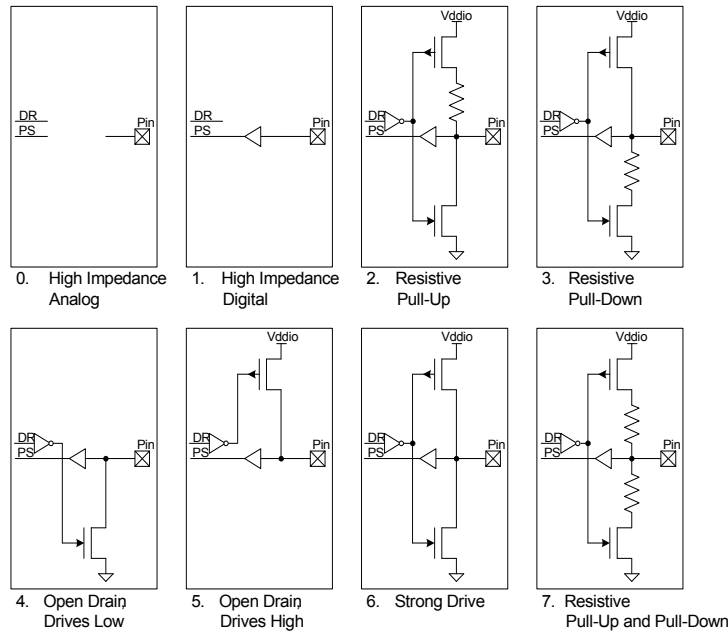 Vddio
Vddio
DR
PS
Pin
DR
PS
Pin
DR
PS
Pin
DR
PS
Pin
0. High Impedance
Analog
1. High Impedance
Digital
2. Resistive
Pull-Up
3. Resistive
Pull-Down
Vddio
Vddio
Vddio
DR
PS
Pin
DR
PS
Pin
DR
PS
Pin
DR
PS
Pin
4. Open Drain,
Drives Low
5. Open Drain,
Drives High
6. Strong Drive
7. Resistive
Pull-Up and Pull-Down